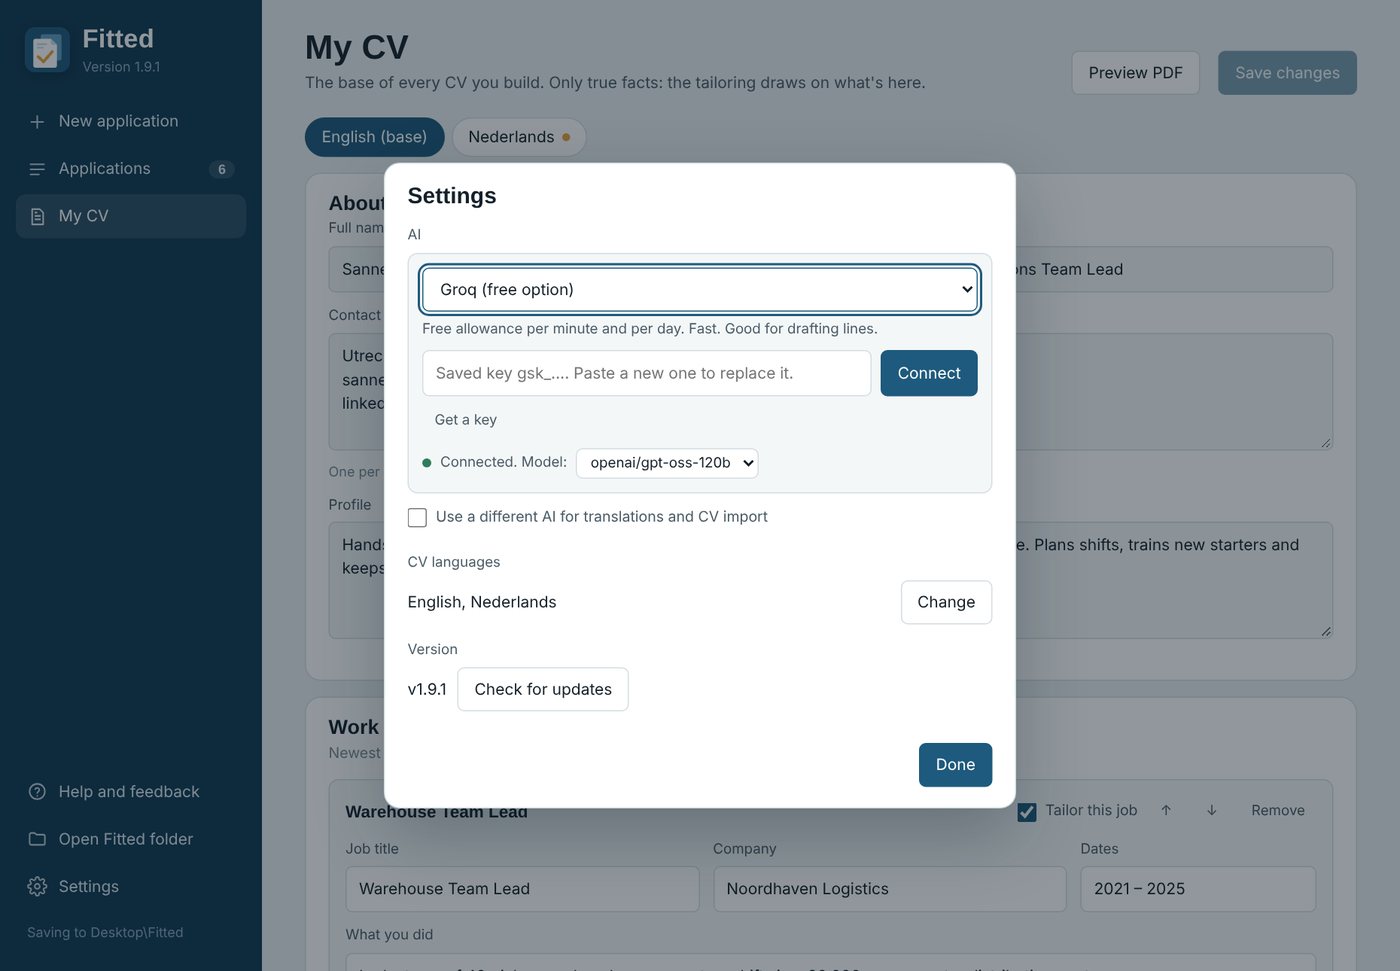 Fitted
Version 1.9.1
New application
Applications 6
My CV
Help and feedback
Open Fitted folder
Settings
Saving to Desktop\Fitted
My CV
The base of every CV you build. Only true facts: the tailoring draws on what's here.
Preview PDF
Save changes
English (base)
Nederlands
About
Full nam
Sanne
ons Team Lead
Contact
Utrec
sanne
linked
One per
Profile
Hands
e. Plans shifts, trains new starters and
keeps
Settings
AI
Groq (free option)
Free allowance per minute and per day. Fast. Good for drafting lines.
Saved key gsk_.... Paste a new one to replace it.
Connect
Get a key
Connected. Model: openai/gpt-oss-120b
Use a different AI for translations and CV import
CV languages
English, Nederlands
Change
Version
v1.9.1 Check for updates
Done
Work
Newest
Warehouse Team Lead
Tailor this job ↑ ↓ Remove
Job title
Company
Dates
Warehouse Team Lead
Noordhaven Logistics
2021 – 2025
What you did